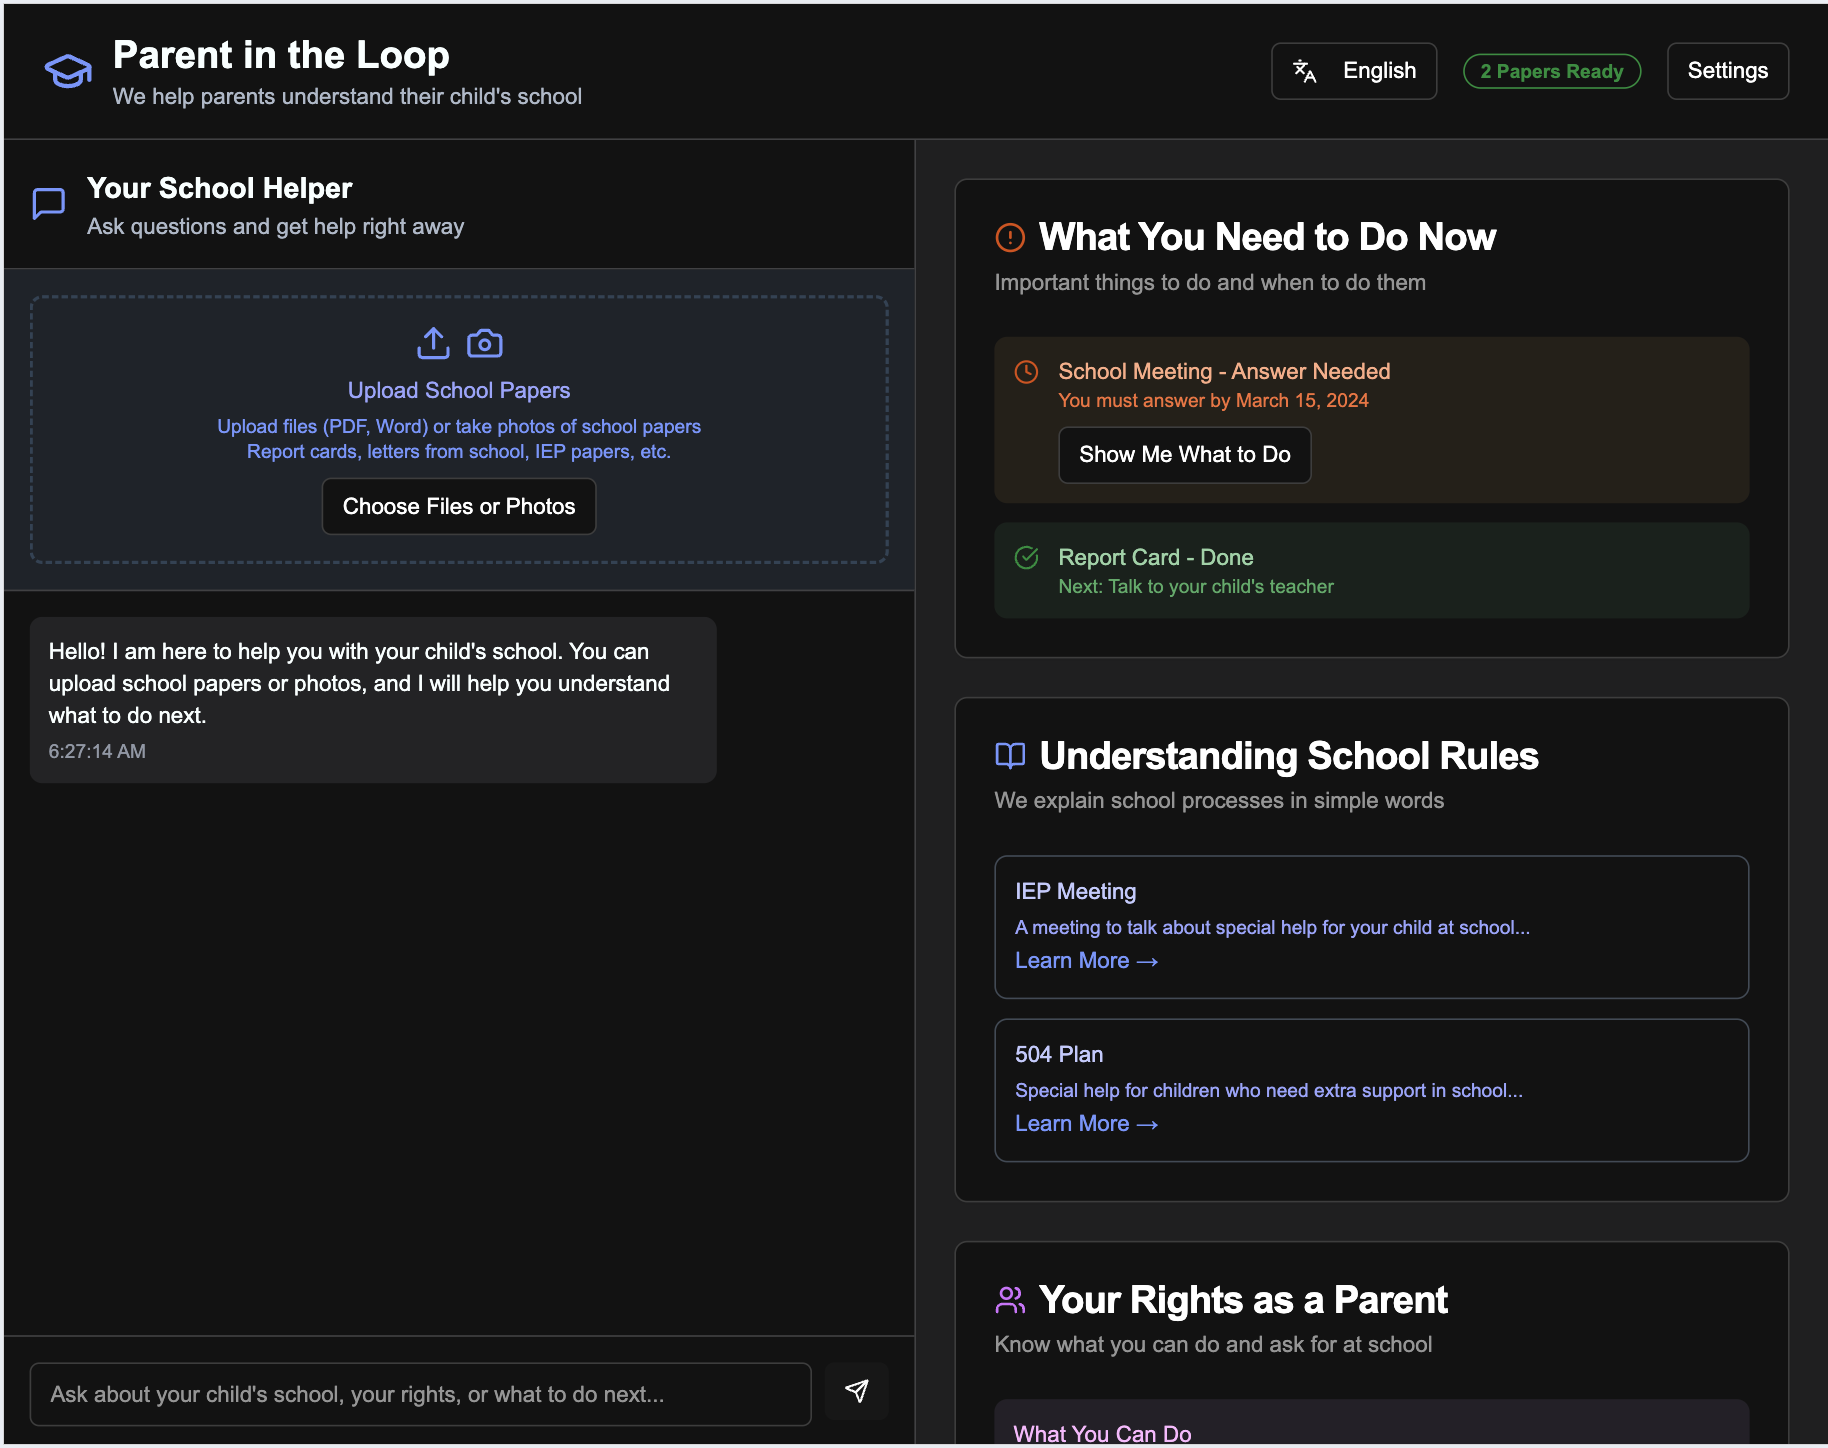 Parent in the Loop
We help parents understand their child's school
English
2 Papers Ready
Settings
Your School Helper
Ask questions and get help right away
Upload School Papers
Upload files (PDF, Word) or take photos of school papers
Report cards, letters from school, IEP papers, etc.
Choose Files or Photos
Hello! I am here to help you with your child's school. You can
upload school papers or photos, and I will help you understand
what to do next.
6:27:14 AM
Ask about your child's school, your rights, or what to do next...
What You Need to Do Now
Important things to do and when to do them
School Meeting - Answer Needed
You must answer by March 15, 2024
Show Me What to Do
Report Card - Done
Next: Talk to your child's teacher
Understanding School Rules
We explain school processes in simple words
IEP Meeting
A meeting to talk about special help for your child at school...
Learn More →
504 Plan
Special help for children who need extra support in school...
Learn More →
Your Rights as a Parent
Know what you can do and ask for at school
What You Can Do